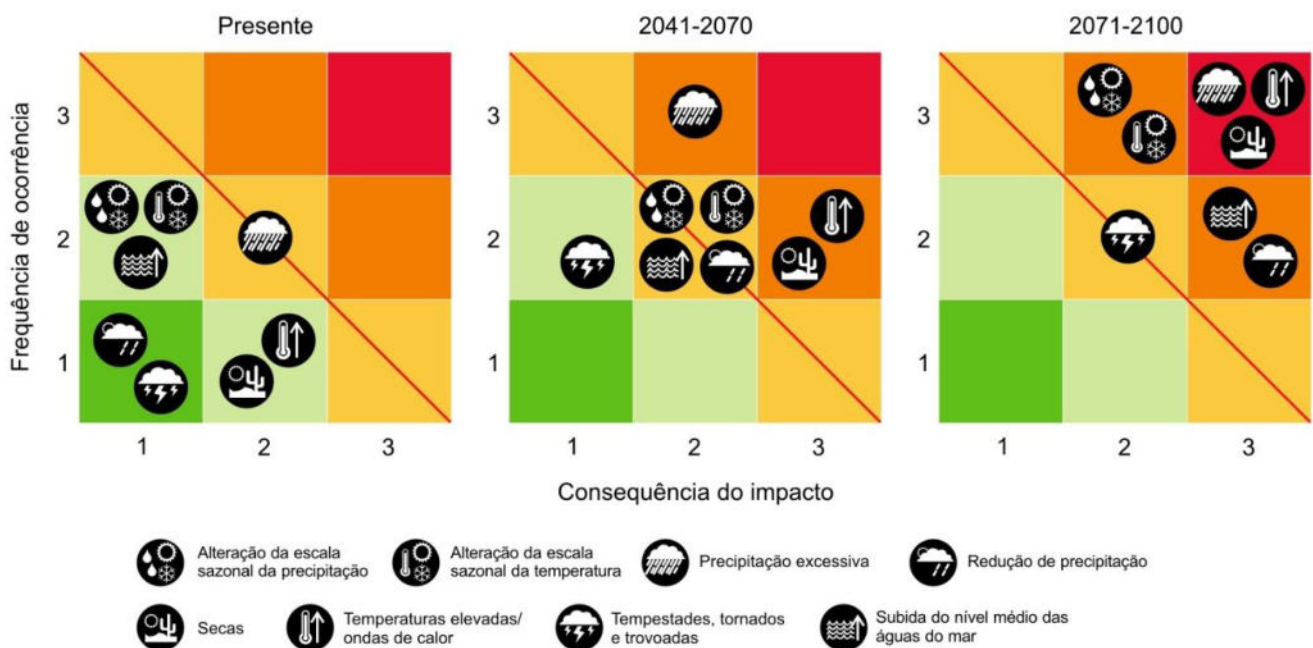 Presente
2041-2070
2071-2100
Frequência de ocorrência
3
2
1
1
2
3
3
2
1
1
2
3
3
2
1
1
2
3
Consequência do impacto
Alteração da escala
sazonal da precipitação
Alteração da escala
sazonal da temperatura
Precipitação excessiva
Redução de precipitação
Secas
Temperaturas elevadas/
ondas de calor
Tempestades, tornados
e trovoadas
Subida do nível médio das
águas do mar